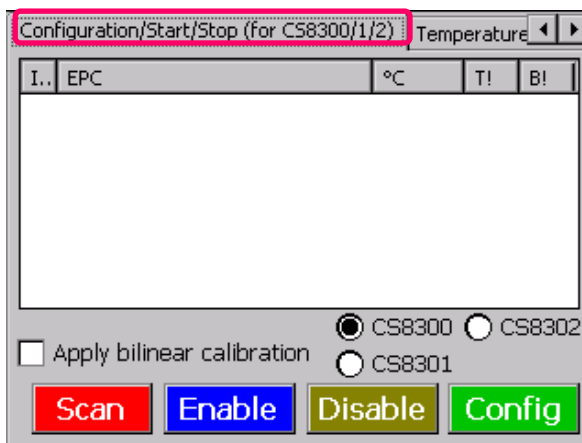 Configuration/Start/Stop (for CS8300/1/2) Temperature
I.. EPC °C T! B!
CS8300 CS8302
Apply bilinear calibration
CS8301
Scan Enable Disable Config